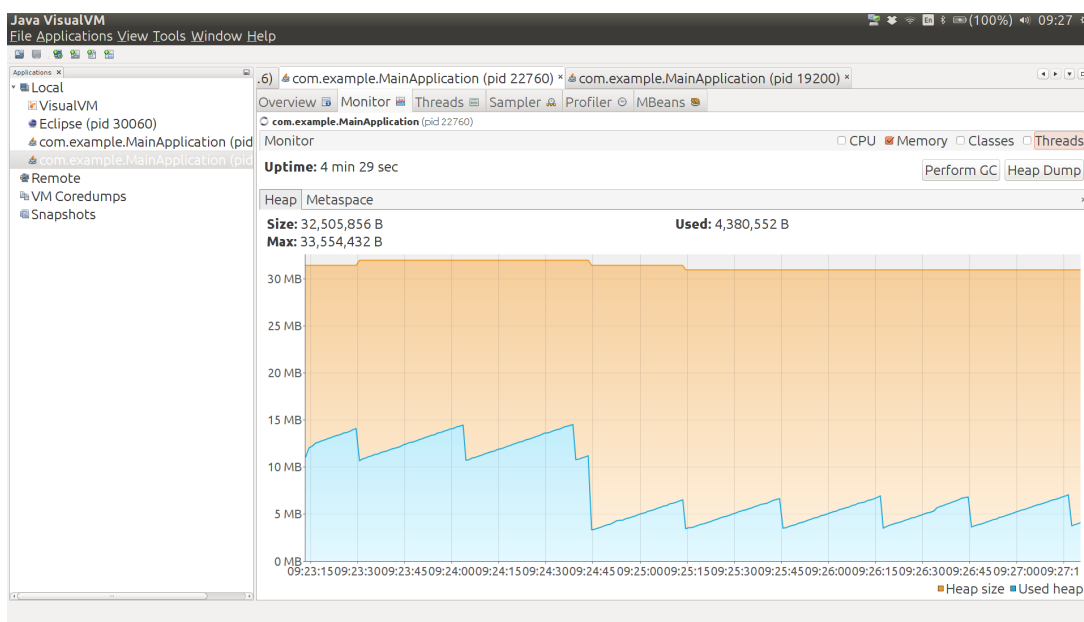 Java VisualVM
En (100%) 09:27
File Applications View Tools Window Help
Applications ×
Local
VisualVM
Eclipse (pid 30060)
com.example.MainApplication (pid
com.example.MainApplication (pid
Remote
VM Coredumps
Snapshots
.6) com.example.MainApplication (pid 22760) × com.example.MainApplication (pid 19200) ×
Overview Monitor Threads Sampler Profiler MBeans
com.example.MainApplication (pid 22760)
Monitor CPU Memory Classes Threads
Uptime: 4 min 29 sec
Perform GC Heap Dump
Heap Metaspace
Size: 32,505,856 B Used: 4,380,552 B
Max: 33,554,432 B
30 MB
25 MB
20 MB
15 MB
10 MB
5 MB
0 MB
09:23:15 09:23:30 09:23:45 09:24:00 09:24:15 09:24:30 09:24:45 09:25:00 09:25:15 09:25:30 09:25:45 09:26:00 09:26:15 09:26:30 09:26:45 09:27:00 09:27:1
Heap size Used heap